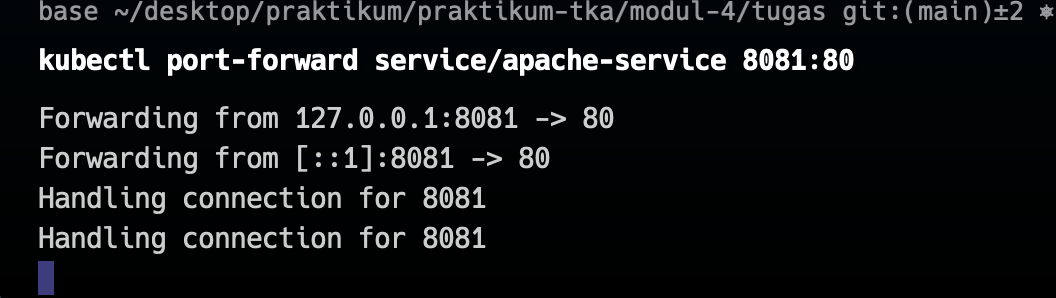 base ~/desktop/praktikum/praktikum-tka/modul-4/tugas git:(main)±2
kubectl port-forward service/apache-service 8081:80
Forwarding from 127.0.0.1:8081 -> 80
Forwarding from [::1]:8081 -> 80
Handling connection for 8081
Handling connection for 8081